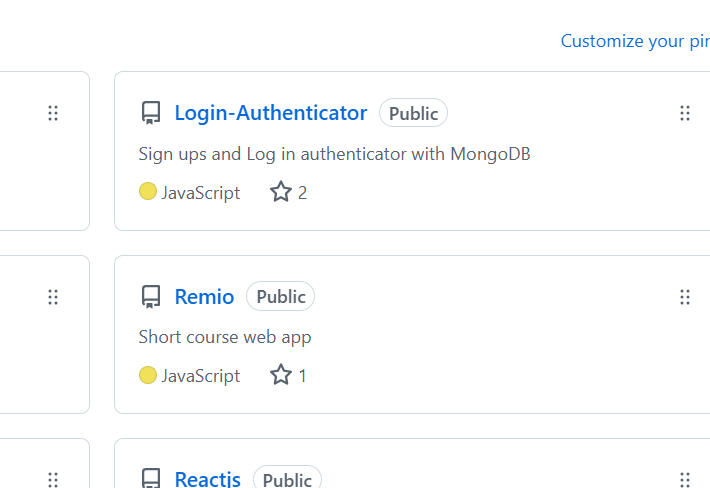 Customize your pi
Login-Authenticator Public
Sign ups and Log in authenticator with MongoDB
JavaScript 2
Remio Public
Short course web app
JavaScript 1
Reactjs Public